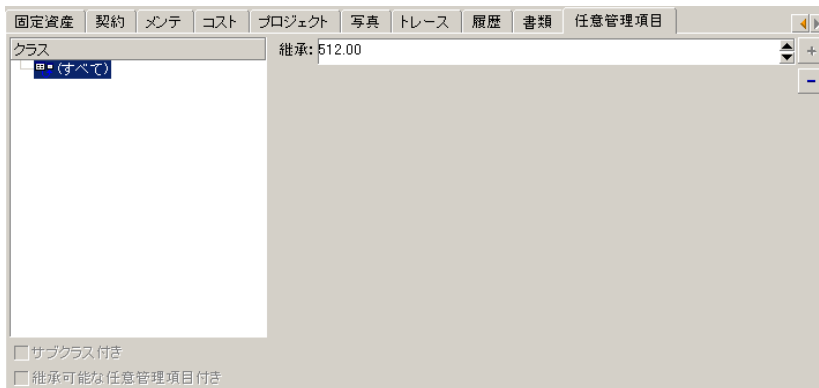 固定資産 契約 メンテ コスト プロジェクト 写真 トレース 履歴 書類 任意管理項目
クラス
(すべて)
継承: 512.00
サブクラス付き
継承可能な任意管理項目付き